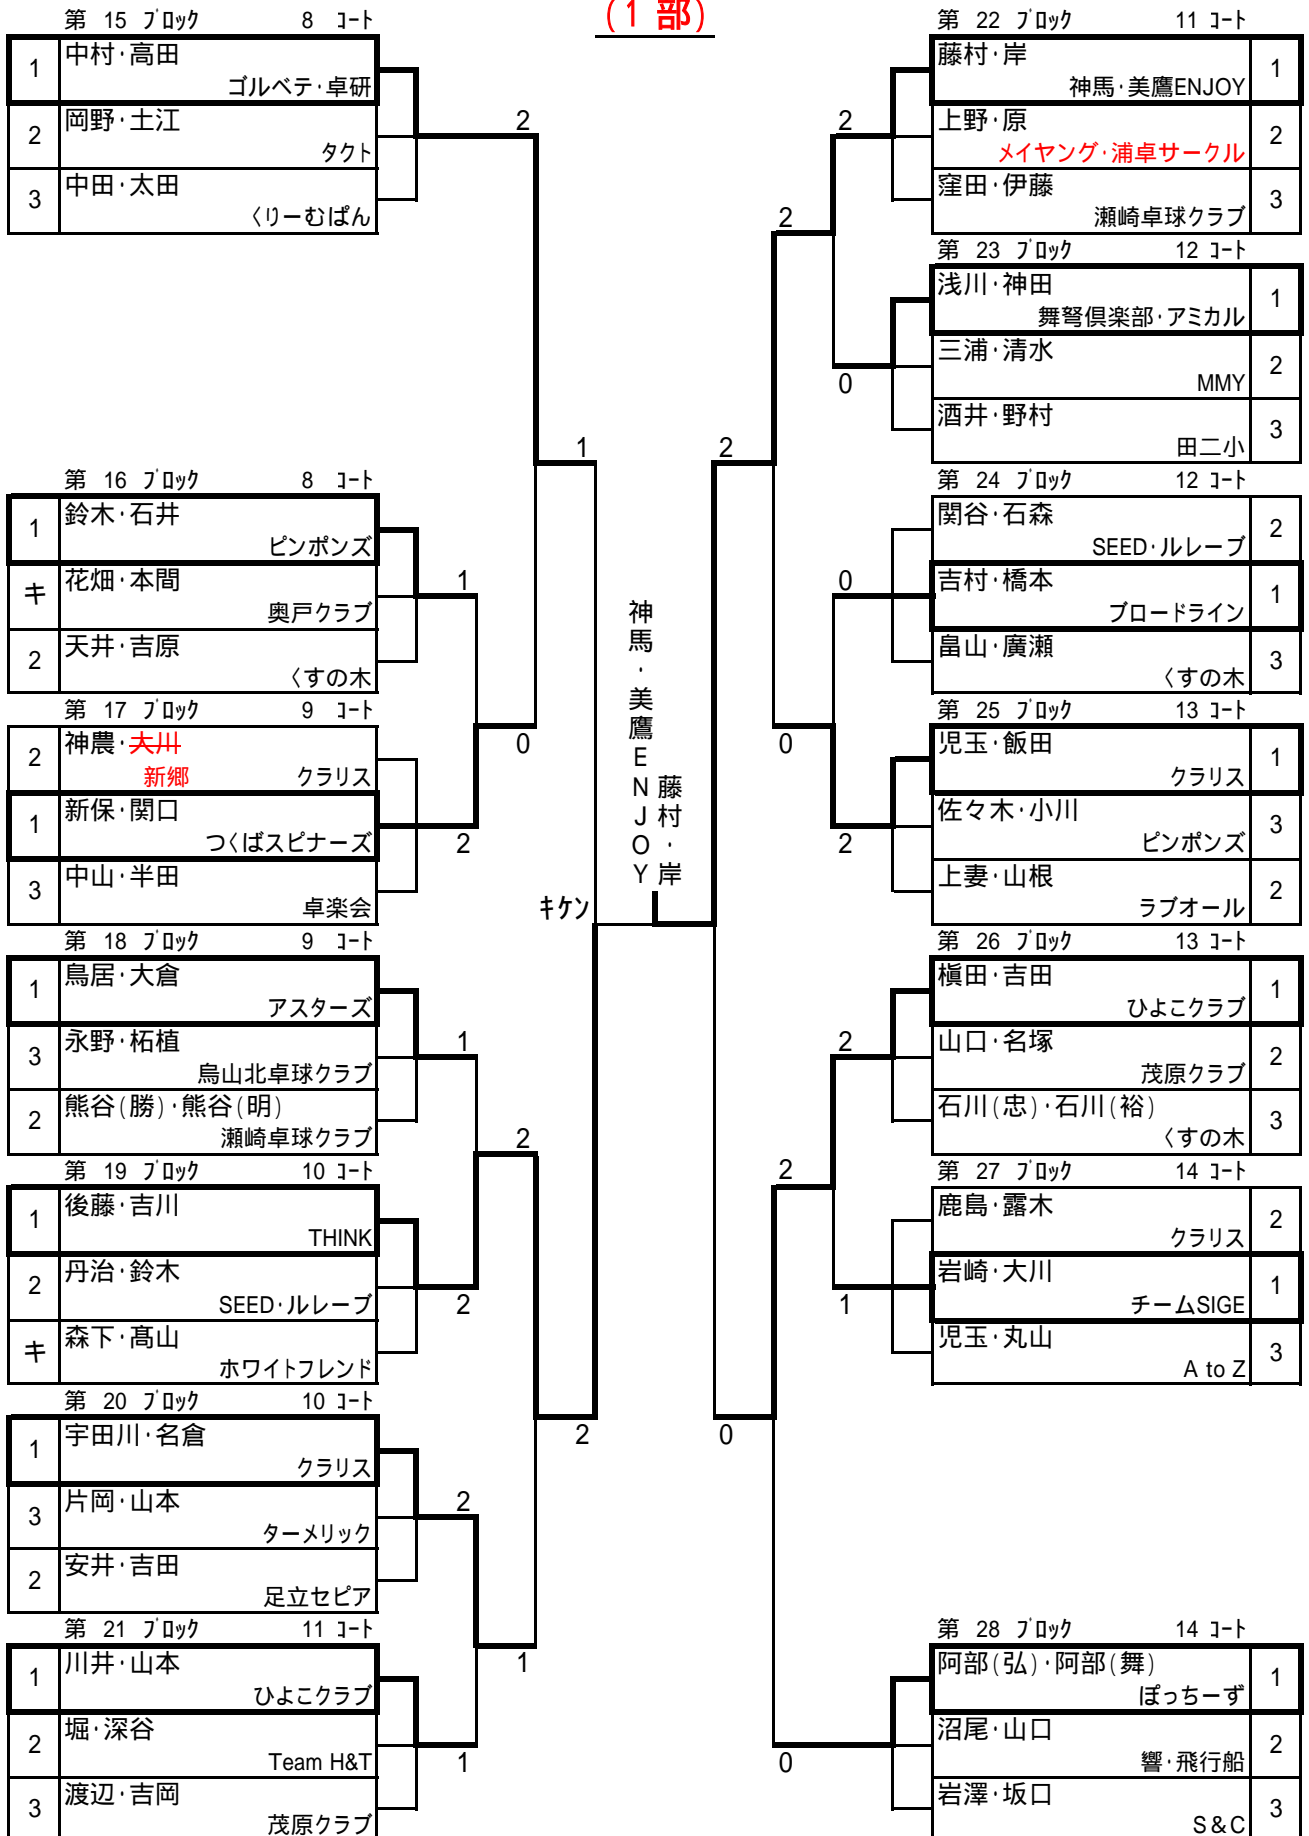 (1 部)
第 15 ブロック 8 コート
1 中村・高田
ゴルベテ・卓研
2 岡野・土江
タクト
3 中田・太田
くりーむぱん
第 16 ブロック 8 コート
1 鈴木・石井
ピンポンズ
キ 花畑・本間
奥戸クラブ
2 天井・吉原
くすの木
第 17 ブロック 9 コート
2 神農・大川
新郷 クラリス
1 新保・関口
つくばスピナーズ
3 中山・半田
卓楽会
第 18 ブロック 9 コート
1 鳥居・大倉
アスターズ
3 永野・柘植
烏山北卓球クラブ
2 熊谷(勝)・熊谷(明)
瀬崎卓球クラブ
第 19 ブロック 10 コート
1 後藤・吉川
THINK
2 丹治・鈴木
SEED・ルレーブ
キ 森下・髙山
ホワイトフレンド
第 20 ブロック 10 コート
1 宇田川・名倉
クラリス
3 片岡・山本
ターメリック
2 安井・吉田
足立セピア
第 21 ブロック 11 コート
1 川井・山本
ひよこクラブ
2 堀・深谷
Team H&T
3 渡辺・吉岡
茂原クラブ
2
1
1
0
2
キケン
1
2
2
2
2
1
1
神馬・美鷹ENJOY
藤村・岸
2
2
0
2
0
0
2
2
2
1
0
0
第 22 ブロック 11 コート
藤村・岸 1
神馬・美鷹ENJOY
上野・原 2
メイヤング・浦卓サークル
窪田・伊藤 3
瀬崎卓球クラブ
第 23 ブロック 12 コート
浅川・神田 1
舞弩倶楽部・アミカル
三浦・清水 2
MMY
酒井・野村 3
田二小
第 24 ブロック 12 コート
関谷・石森 2
SEED・ルレーブ
吉村・橋本 1
ブロードライン
畠山・廣瀬 3
くすの木
第 25 ブロック 13 コート
児玉・飯田 1
クラリス
佐々木・小川 3
ピンポンズ
上妻・山根 2
ラブオール
第 26 ブロック 13 コート
槇田・吉田 1
ひよこクラブ
山口・名塚 2
茂原クラブ
石川(忠)・石川(裕) 3
くすの木
第 27 ブロック 14 コート
鹿島・露木 2
クラリス
岩崎・大川 1
チームSIGE
児玉・丸山 3
A to Z
第 28 ブロック 14 コート
阿部(弘)・阿部(舞) 1
ぽっちーず
沼尾・山口 2
響・飛行船
岩澤・坂口 3
S&C